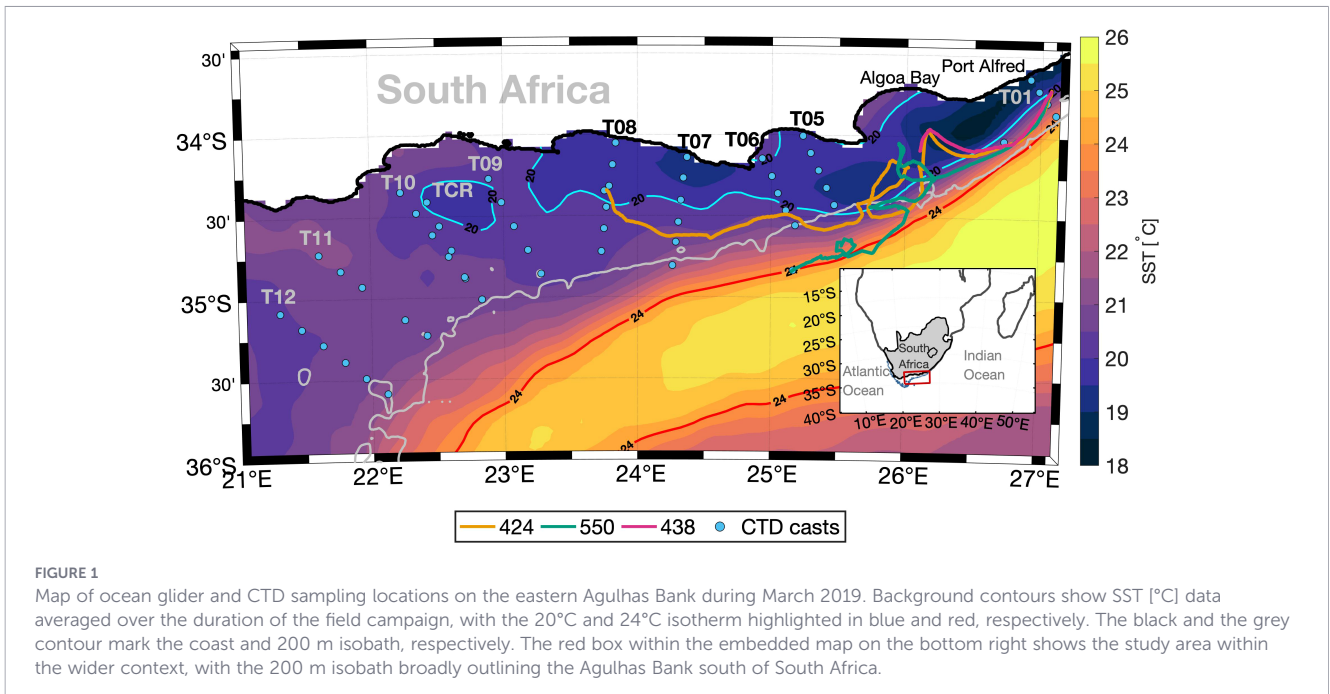 South Africa
Algoa Bay
Port Alfred
T01
T05
T06
T07
T08
T09
T10
TCR
T11
T12
20
20
20
20
20
20
20
24
24
24
24
24
24
30'
34°S
30'
35°S
30'
36°S
21°E
22°E
23°E
24°E
25°E
26°E
27°E
15°S
20°S
25°S
30°S
35°S
40°S
South
Africa
Atlantic
Ocean
Indian
Ocean
10°E
20°E
30°E
40°E
50°E
26
25
24
23
22
21
20
19
18
SST [°C]
424
550
438
CTD casts
FIGURE 1
Map of ocean glider and CTD sampling locations on the eastern Agulhas Bank during March 2019. Background contours show SST [°C] data
averaged over the duration of the field campaign, with the 20°C and 24°C isotherm highlighted in blue and red, respectively. The black and the grey
contour mark the coast and 200 m isobath, respectively. The red box within the embedded map on the bottom right shows the study area within
the wider context, with the 200 m isobath broadly outlining the Agulhas Bank south of South Africa.